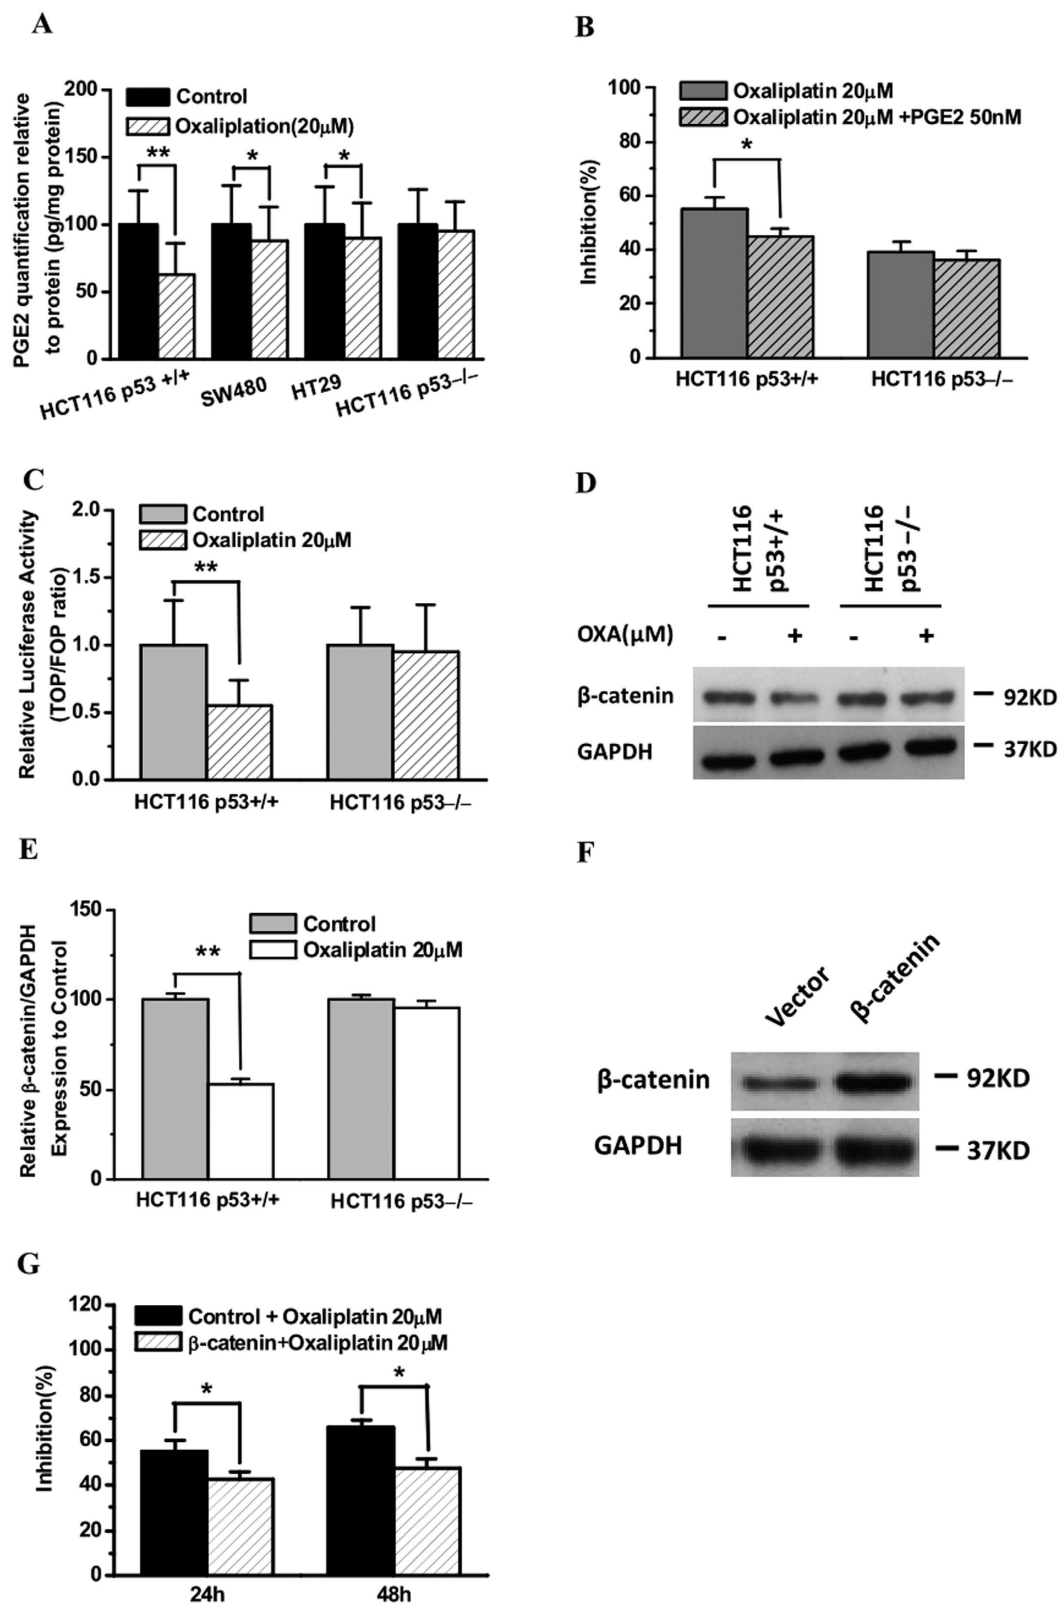 A
PGE2 quantification relative
to protein (pg/mg protein)
200
150
100
50
0
Control
Oxaliplation(20μM)
**
*
*
HCT116 p53 +/+
SW480
HT29
HCT116 p53–/–
B
Inhibition(%)
100
80
60
40
20
0
Oxaliplatin 20μM
Oxaliplatin 20μM +PGE2 50nM
*
HCT116 p53+/+
HCT116 p53–/–
C
Relative Luciferase Activity
(TOP/FOP ratio)
2.0
1.5
1.0
0.5
0.0
Control
Oxaliplatin 20μM
**
HCT116 p53+/+
HCT116 p53–/–
D
HCT116
p53+/+
HCT116
p53–/–
OXA(μM) - + - +
β-catenin
92KD
GAPDH
37KD
E
Relative β-catenin/GAPDH
Expression to Control
150
100
50
0
Control
Oxaliplatin 20μM
**
HCT116 p53+/+
HCT116 p53–/–
F
Vector
β-catenin
β-catenin
92KD
GAPDH
37KD
G
Inhibition(%)
120
100
80
60
40
20
0
Control + Oxaliplatin 20μM
β-catenin+Oxaliplatin 20μM
*
*
24h
48h